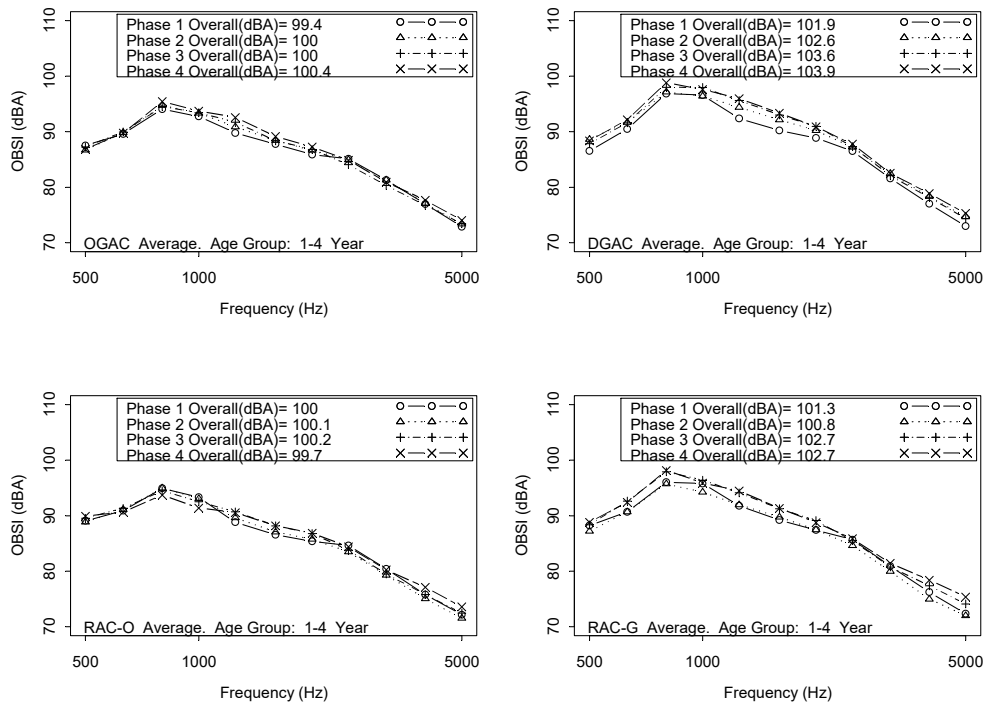 Phase 1 Overall(dBA)= 99.4
Phase 2 Overall(dBA)= 100
Phase 3 Overall(dBA)= 100
Phase 4 Overall(dBA)= 100.4
OBSI (dBA)
110
100
90
80
70
OGAC Average. Age Group: 1-4 Year
500 1000 5000
Frequency (Hz)
Phase 1 Overall(dBA)= 101.9
Phase 2 Overall(dBA)= 102.6
Phase 3 Overall(dBA)= 103.6
Phase 4 Overall(dBA)= 103.9
OBSI (dBA)
110
100
90
80
70
DGAC Average. Age Group: 1-4 Year
500 1000 5000
Frequency (Hz)
Phase 1 Overall(dBA)= 100
Phase 2 Overall(dBA)= 100.1
Phase 3 Overall(dBA)= 100.2
Phase 4 Overall(dBA)= 99.7
OBSI (dBA)
110
100
90
80
70
RAC-O Average. Age Group: 1-4 Year
500 1000 5000
Frequency (Hz)
Phase 1 Overall(dBA)= 101.3
Phase 2 Overall(dBA)= 100.8
Phase 3 Overall(dBA)= 102.7
Phase 4 Overall(dBA)= 102.7
OBSI (dBA)
110
100
90
80
70
RAC-G Average. Age Group: 1-4 Year
500 1000 5000
Frequency (Hz)